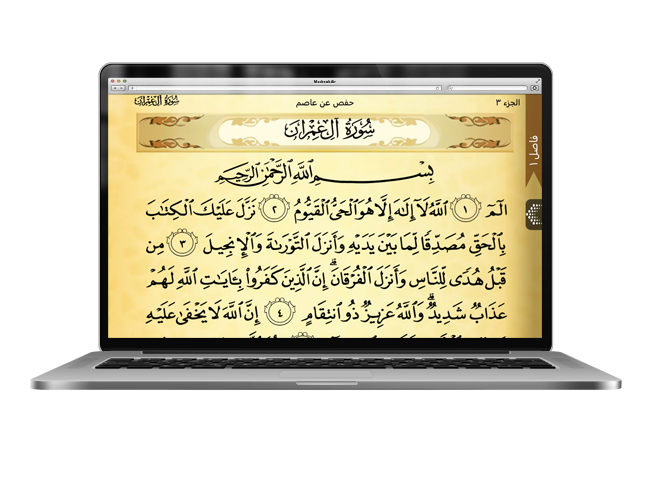 الجزء ٣
حفص عن عاصم
سُورَةُ آلِ عِمْرَانَ
سُورَةُ آلِ عِمْرَانَ
فاصل ١
بِسْمِ ٱللَّهِ ٱلرَّحْمَٰنِ ٱلرَّحِيمِ
الٓمٓ ١ ٱللَّهُ لَآ إِلَٰهَ إِلَّا هُوَ ٱلْحَىُّ ٱلْقَيُّومُ ٢ نَزَّلَ عَلَيْكَ ٱلْكِتَٰبَ
بِٱلْحَقِّ مُصَدِّقًا لِّمَا بَيْنَ يَدَيْهِ وَأَنزَلَ ٱلتَّوْرَىٰةَ وَٱلْإِنجِيلَ ٣ مِن
قَبْلُ هُدًى لِّلنَّاسِ وَأَنزَلَ ٱلْفُرْقَانَ ۗ إِنَّ ٱلَّذِينَ كَفَرُوا۟ بِـَٔايَٰتِ ٱللَّهِ لَهُمْ
عَذَابٌ شَدِيدٌ ۗ وَٱللَّهُ عَزِيزٌ ذُو ٱنتِقَامٍ ٤ إِنَّ ٱللَّهَ لَا يَخْفَىٰ عَلَيْهِ